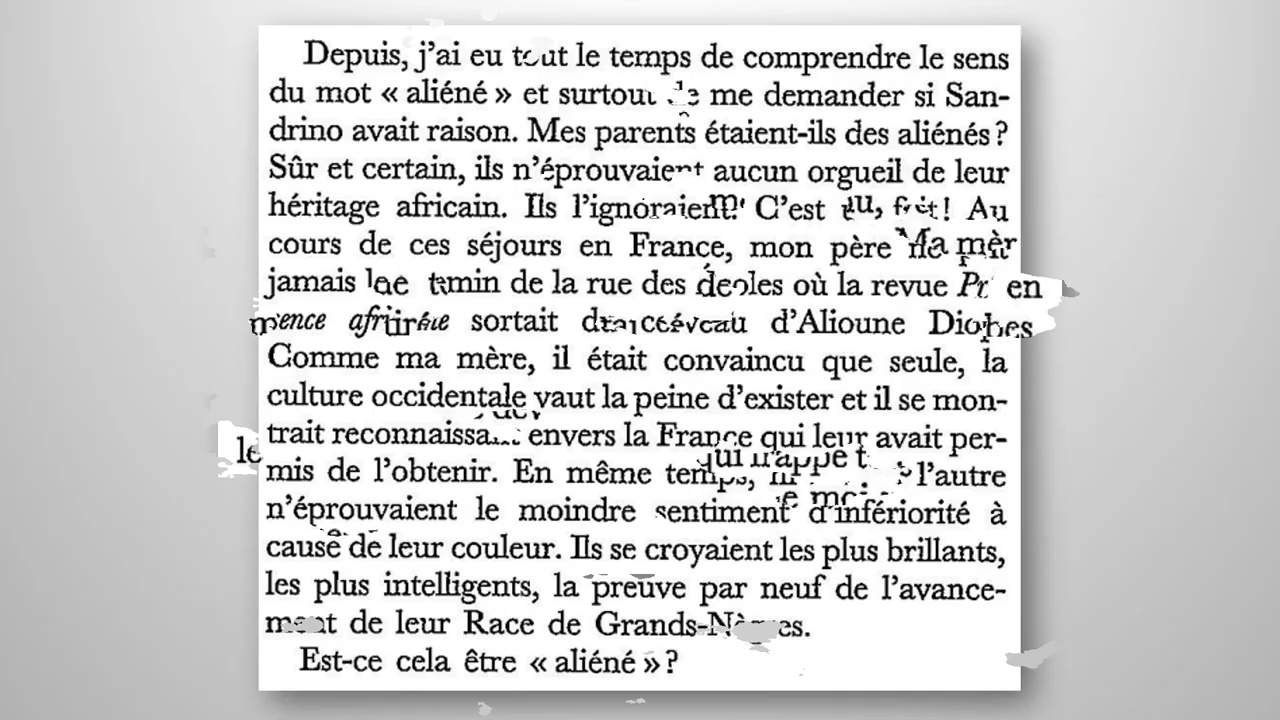 Depuis, j'ai eu tout le temps de comprendre le sens
du mot « aliéné » et surtout de me demander si San-
drino avait raison. Mes parents étaient-ils des aliénés ?
Sûr et certain, ils n'éprouvaient aucun orgueil de leur
héritage africain. Ils l'ignoraient! C'est ! Au
cours de ces séjours en France, mon père
jamais de la rue des où la revue en
sortait d'Alioune
Comme ma mère, il était convaincu que seule, la
culture occidentale vaut la peine d'exister et il se mon-
trait envers la France qui leur avait per-
mis de l'obtenir. En même l'autre
n'éprouvaient le moindre sentiment d'infériorité à
cause de leur couleur. Ils se croyaient les plus brillants,
les plus intelligents, la preuve par neuf de l'avance-
ment de leur Race de Grands-Nègres.
Est-ce cela être « aliéné » ?